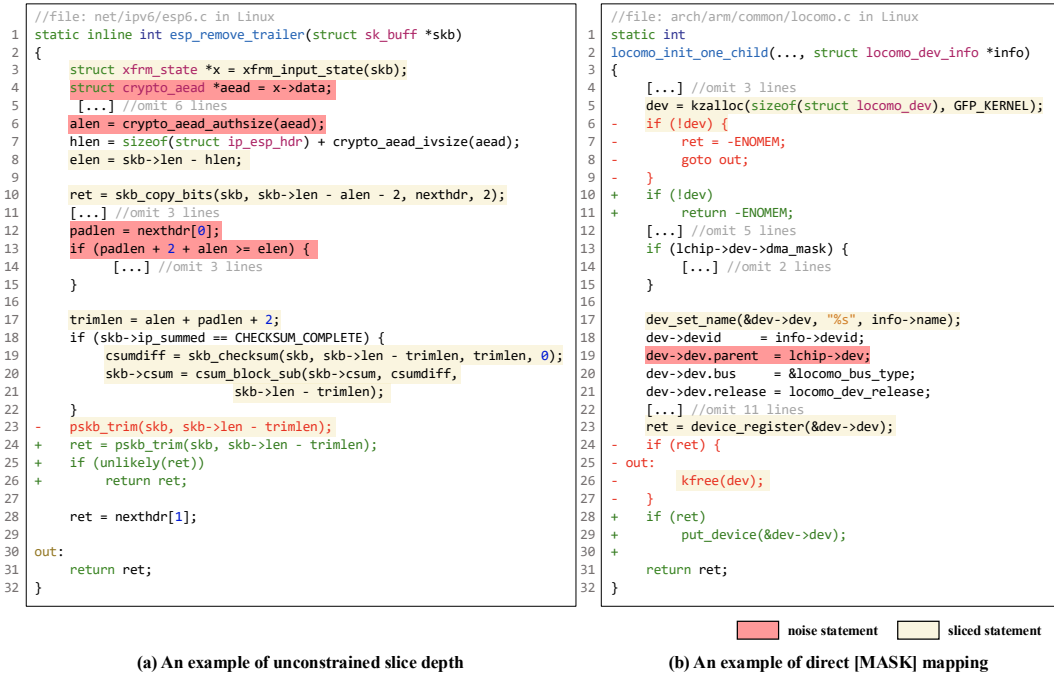 //file: net/ipv6/esp6.c in Linux
1 static inline int esp_remove_trailer(struct sk_buff *skb)
2 {
3 struct xfrm_state *x = xfrm_input_state(skb);
4 struct crypto_aead *aead = x->data;
5 [...] //omit 6 lines
6 alen = crypto_aead_authsize(aead);
7 hlen = sizeof(struct ip_esp_hdr) + crypto_aead_ivsize(aead);
8 elen = skb->len - hlen;
9
10 ret = skb_copy_bits(skb, skb->len - alen - 2, nexthdr, 2);
11 [...] //omit 3 lines
12 padlen = nexthdr[0];
13 if (padlen + 2 + alen >= elen) {
14 [...] //omit 3 lines
15 }
16
17 trimlen = alen + padlen + 2;
18 if (skb->ip_summed == CHECKSUM_COMPLETE) {
19 csumdiff = skb_checksum(skb, skb->len - trimlen, trimlen, 0);
20 skb->csum = csum_block_sub(skb->csum, csumdiff,
21 skb->len - trimlen);
22 }
23 - pskb_trim(skb, skb->len - trimlen);
24 + ret = pskb_trim(skb, skb->len - trimlen);
25 + if (unlikely(ret))
26 + return ret;
27
28 ret = nexthdr[1];
29
30 out:
31 return ret;
32 }
(a) An example of unconstrained slice depth
//file: arch/arm/common/locomo.c in Linux
1 static int
2 locomo_init_one_child(..., struct locomo_dev_info *info)
3 {
4 [...] //omit 3 lines
5 dev = kzalloc(sizeof(struct locomo_dev), GFP_KERNEL);
6 - if (!dev) {
7 - ret = -ENOMEM;
8 - goto out;
9 - }
10 + if (!dev)
11 + return -ENOMEM;
12 [...] //omit 5 lines
13 if (lchip->dev->dma_mask) {
14 [...] //omit 2 lines
15 }
16
17 dev_set_name(&dev->dev, "%s", info->name);
18 dev->devid = info->devid;
19 dev->dev.parent = lchip->dev;
20 dev->dev.bus = &locomo_bus_type;
21 dev->dev.release = locomo_dev_release;
22 [...] //omit 11 lines
23 ret = device_register(&dev->dev);
24 - if (ret) {
25 - out:
26 - kfree(dev);
27 - }
28 + if (ret)
29 + put_device(&dev->dev);
30 +
31 return ret;
32 }
noise statement
sliced statement
(b) An example of direct [MASK] mapping